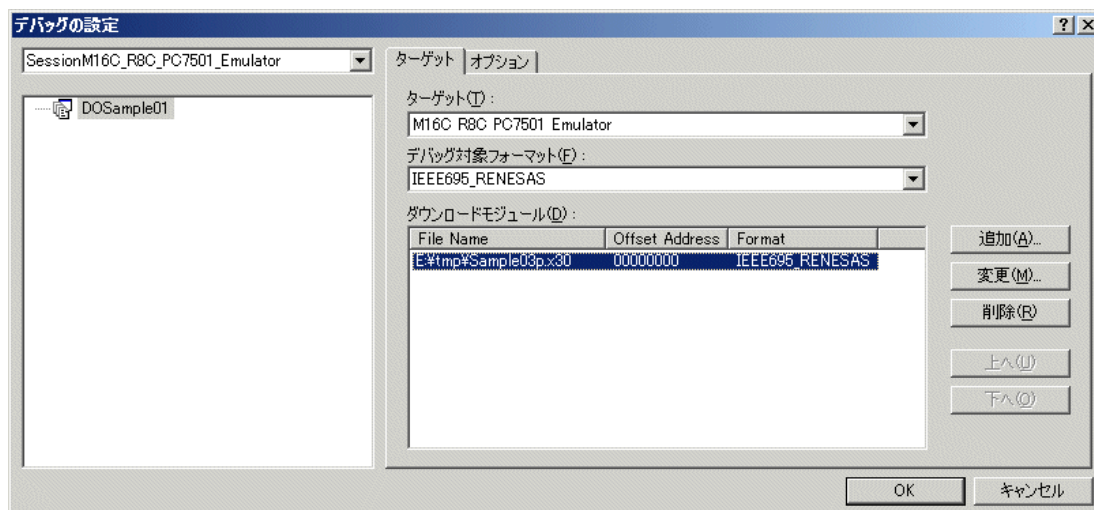 デバッグの設定
SessionM16C_R8C_PC7501_Emulator
DOSample01
ターゲット オプション
ターゲット(T) :
M16C R8C PC7501 Emulator
デバッグ対象フォーマット(F) :
IEEE695_RENESAS
ダウンロードモジュール(D) :
File Name Offset Address Format
E:¥tmp¥Sample03p.x30 00000000 IEEE695_RENESAS
追加(A)...
変更(M)...
削除(R)
上へ(U)
下へ(O)
OK キャンセル